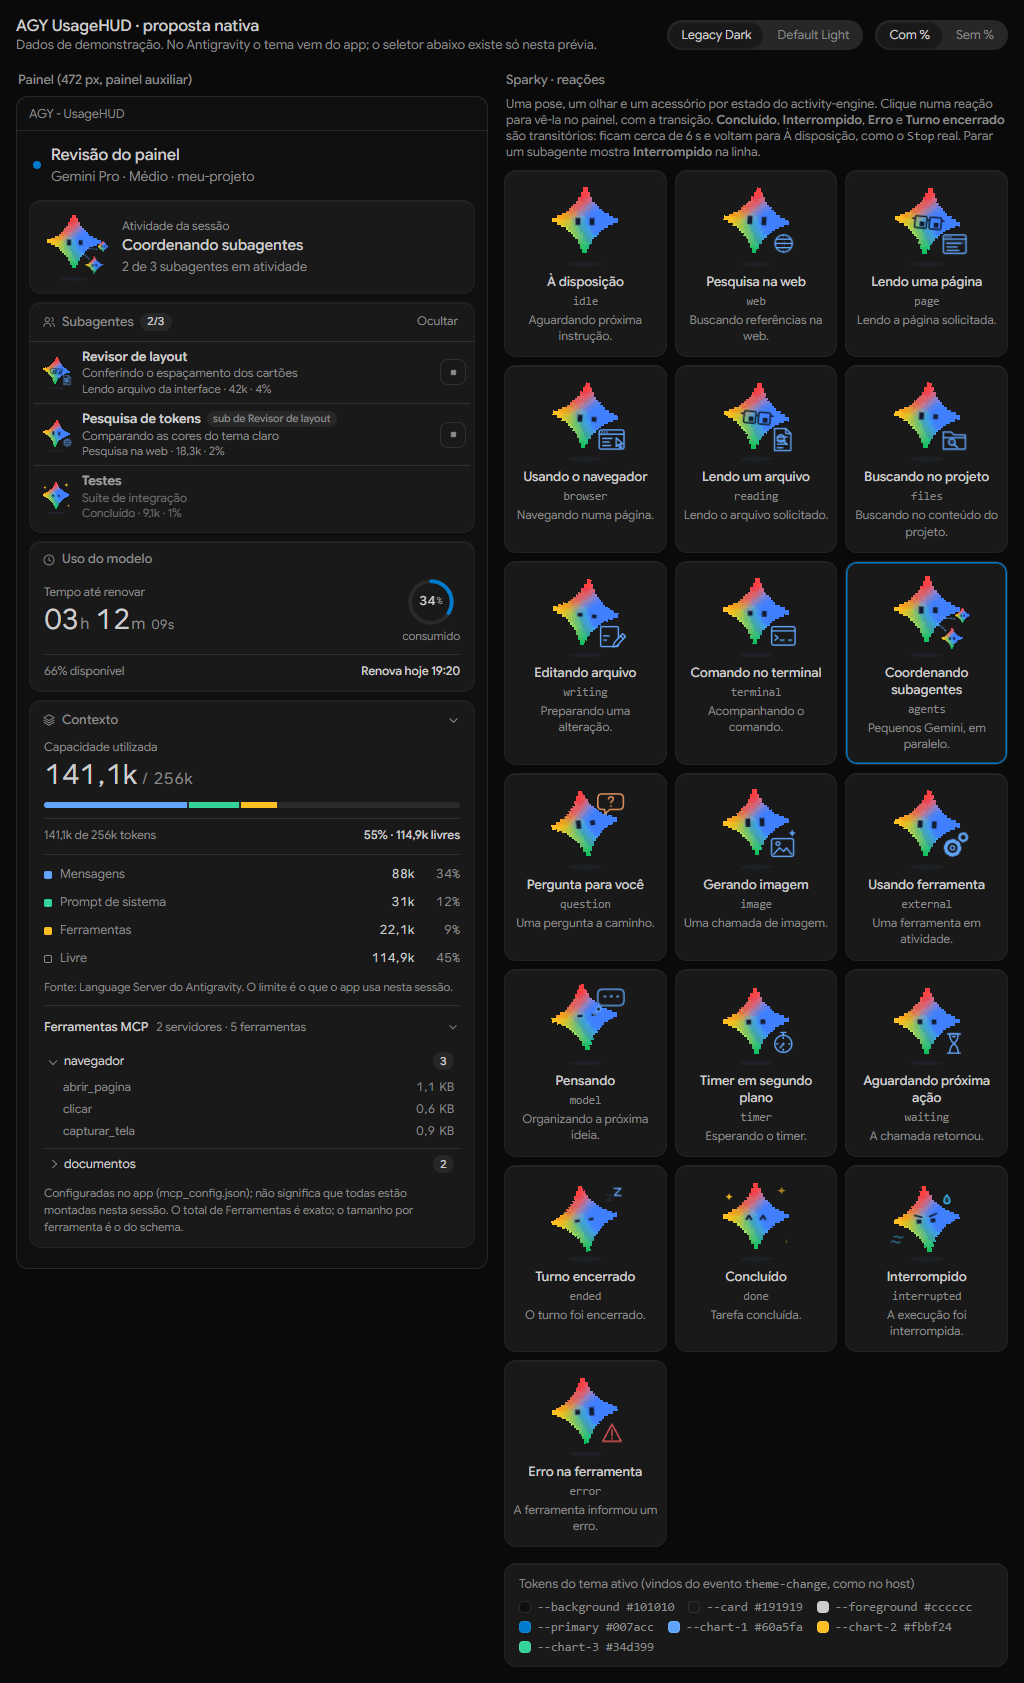 AGY UsageHUD · proposta nativa
Dados de demonstração. No Antigravity o tema vem do app; o seletor abaixo existe só nesta prévia.
Legacy Dark
Default Light
Com %
Sem %
Painel (472 px, painel auxiliar)
AGY - UsageHUD
Revisão do painel
Gemini Pro · Médio · meu-projeto
Atividade da sessão
Coordenando subagentes
2 de 3 subagentes em atividade
Subagentes 2/3
Ocultar
Revisor de layout
Conferindo o espaçamento dos cartões
Lendo arquivo da interface · 42k · 4%
Pesquisa de tokens sub de Revisor de layout
Comparando as cores do tema claro
Pesquisa na web · 18,3k · 2%
Testes
Suíte de integração
Concluído · 9,1k · 1%
Uso do modelo
Tempo até renovar
03h 12m 09s
34%
consumido
66% disponível
Renova hoje 19:20
Contexto
Capacidade utilizada
141,1k / 256k
141,1k de 256k tokens
55% · 114,9k livres
Mensagens 88k 34%
Prompt de sistema 31k 12%
Ferramentas 22,1k 9%
Livre 114,9k 45%
Fonte: Language Server do Antigravity. O limite é o que o app usa nesta sessão.
Ferramentas MCP 2 servidores · 5 ferramentas
navegador 3
abrir_pagina 1,1 KB
clicar 0,6 KB
capturar_tela 0,9 KB
documentos 2
Configuradas no app (mcp_config.json); não significa que todas estão
montadas nesta sessão. O total de Ferramentas é exato; o tamanho por
ferramenta é o do schema.
Sparky · reações
Uma pose, um olhar e um acessório por estado do activity-engine. Clique numa reação
para vê-lo no painel, com a transição. Concluído, Interrompido, Erro e Turno encerrado
são transitórios: ficam cerca de 6 s e voltam para À disposição, como o Stop real. Parar
um subagente mostra Interrompido na linha.
À disposição
idle
Aguardando próxima
instrução.
Pesquisa na web
web
Buscando referências na
web.
Lendo uma página
page
Lendo a página solicitada.
Usando o navegador
browser
Navegando numa página.
Lendo um arquivo
reading
Lendo o arquivo solicitado.
Buscando no projeto
files
Buscando no conteúdo do
projeto.
Editando arquivo
writing
Preparando uma
alteração.
Comando no terminal
terminal
Acompanhando o
comando.
Coordenando
subagentes
agents
Pequenos Gemini, em
paralelo.
?
Pergunta para você
question
Uma pergunta a caminho.
Gerando imagem
image
Uma chamada de imagem.
Usando ferramenta
external
Uma ferramenta em
atividade.
Pensando
model
Organizando a próxima
ideia.
Timer em segundo
plano
timer
Esperando o timer.
Aguardando próxima
ação
waiting
A chamada retornou.
Z
Turno encerrado
ended
O turno foi encerrado.
Concluído
done
Tarefa concluída.
Interrompido
interrupted
A execução foi
interrompida.
Erro na ferramenta
error
A ferramenta informou um
erro.
Tokens do tema ativo (vindos do evento theme-change, como no host)
--background #101010 --card #191919 --foreground #cccccc
--primary #007acc --chart-1 #60a5fa --chart-2 #fbbf24
--chart-3 #34d399